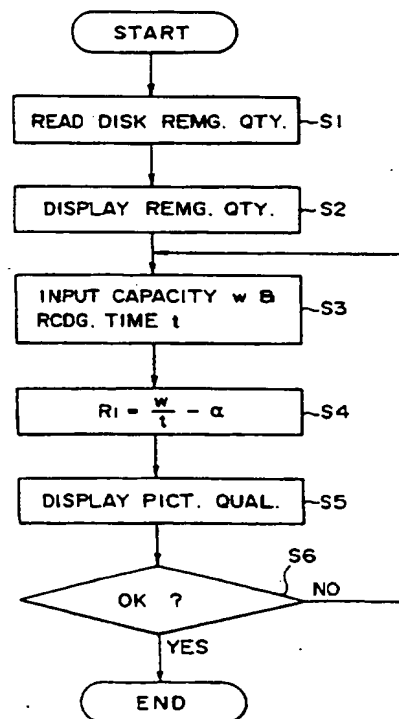 START
READ DISK REMG. QTY.
S1
DISPLAY REMG. QTY.
S2
INPUT CAPACITY w &
RCDG. TIME t
S3
R1 = w/t - α
S4
DISPLAY PICT. QUAL.
S5
S6
OK ?
NO
YES
END